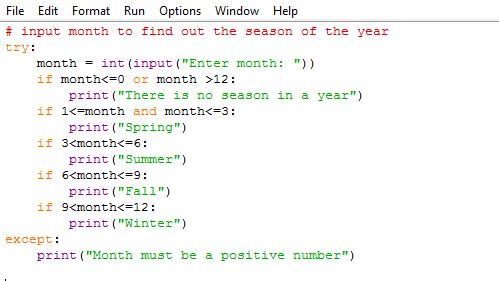 File Edit Format Run Options Window Help
# input month to find out the season of the year
try:
    month = int(input("Enter month: "))
    if month<=0 or month >12:
        print("There is no season in a year")
    if 1<=month and month<=3:
        print("Spring")
    if 3<month<=6:
        print("Summer")
    if 6<month<=9:
        print("Fall")
    if 9<month<=12:
        print("Winter")
except:
    print("Month must be a positive number")